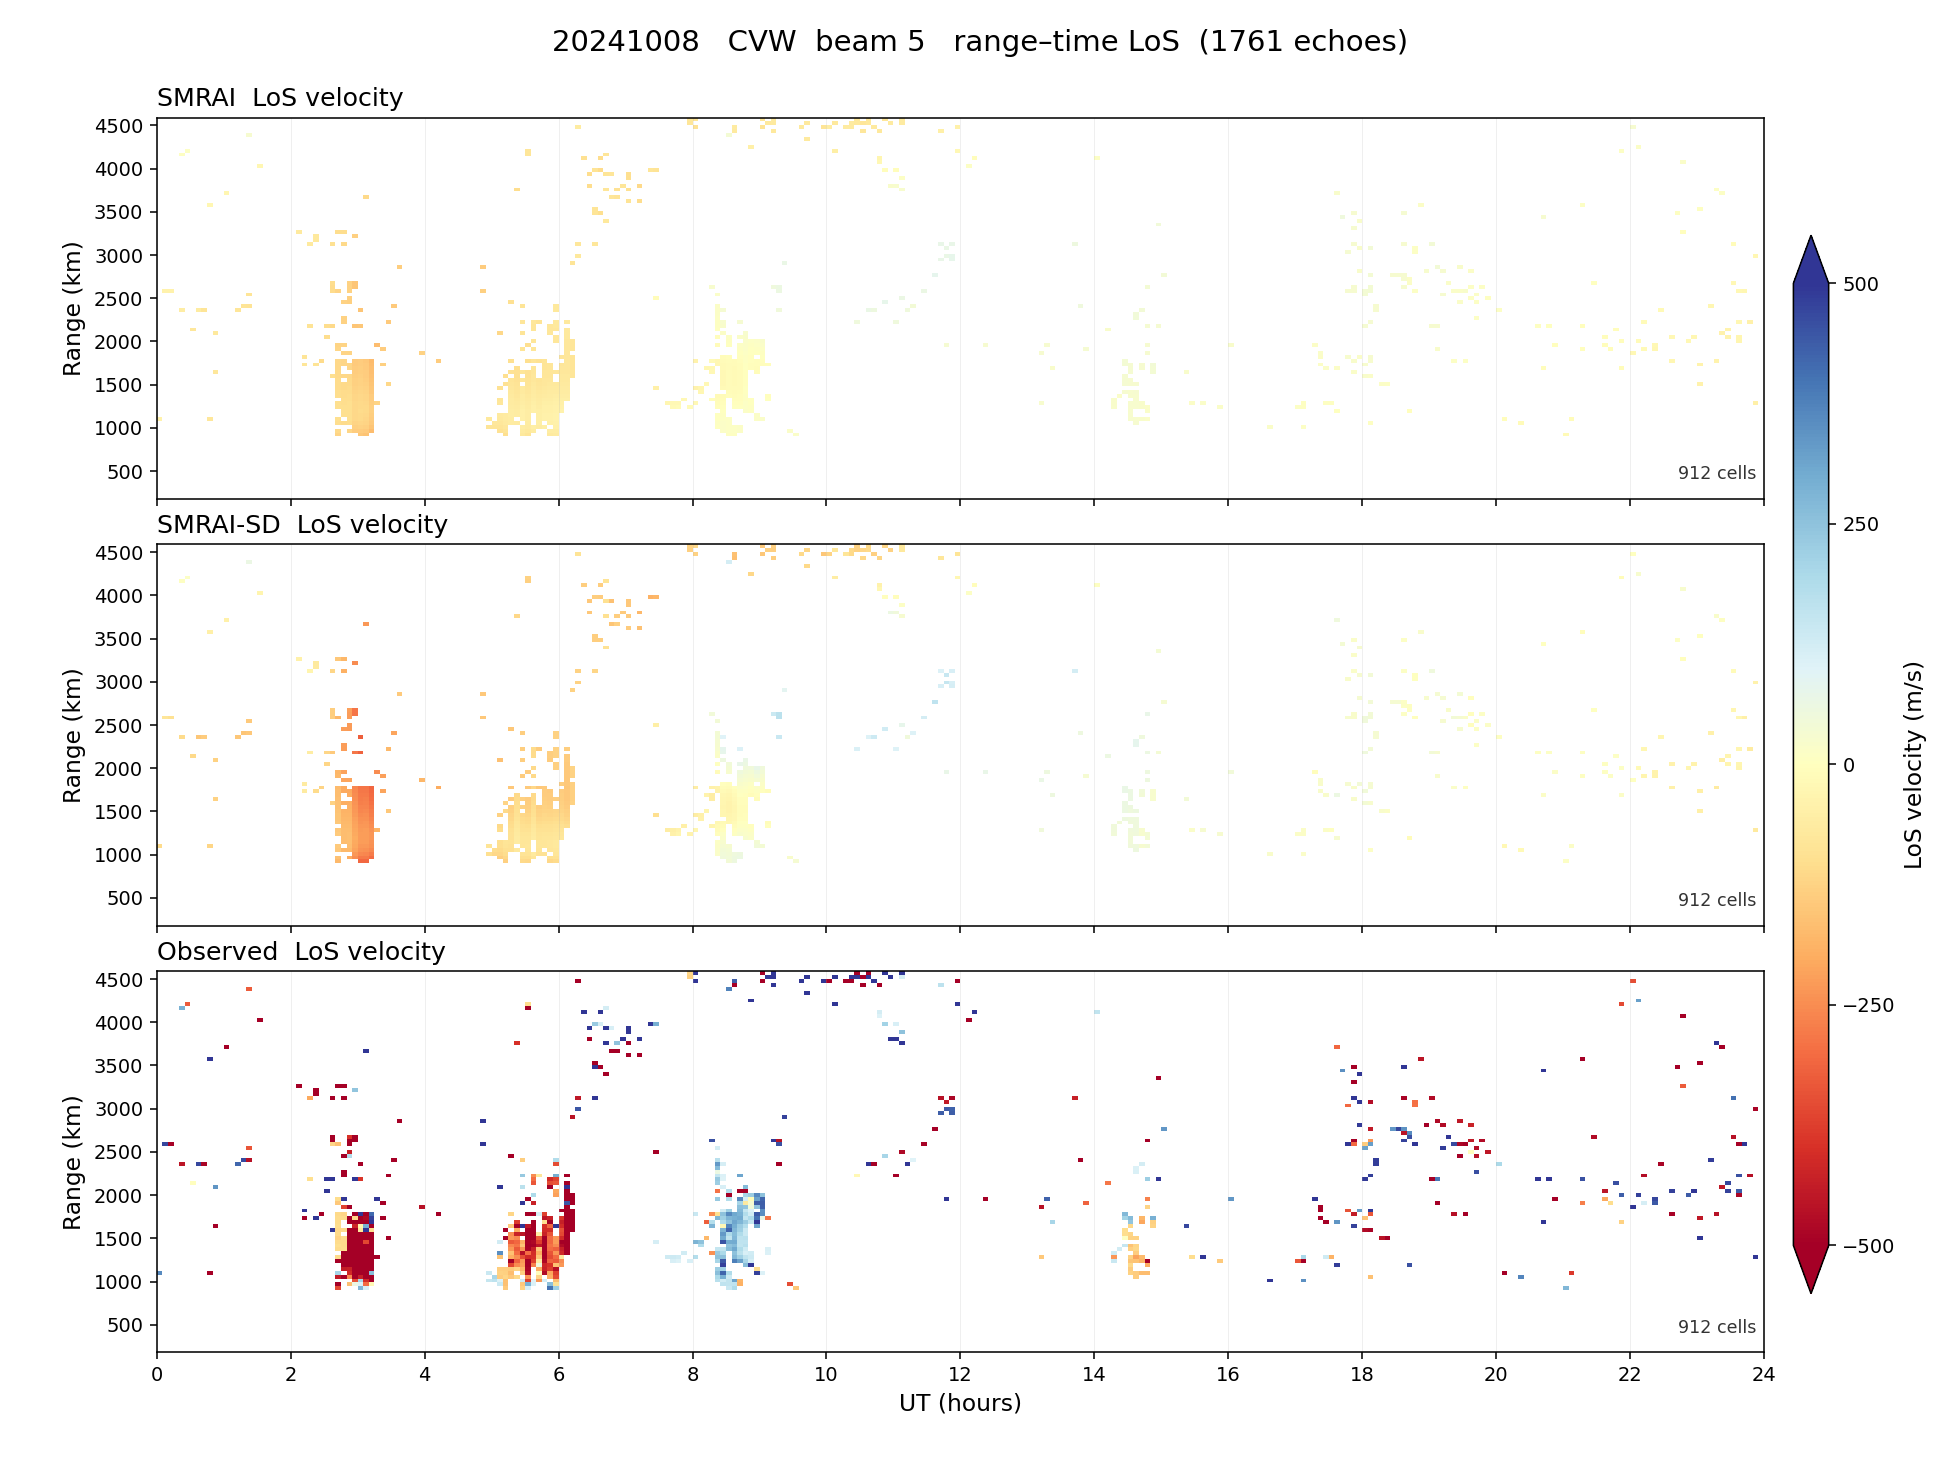 20241008   CVW  beam 5   range–time LoS  (1761 echoes)
SMRAI  LoS velocity
4500
4000
3500
3000
2500
2000
1500
1000
500
Range (km)
912 cells
SMRAI-SD  LoS velocity
4500
4000
3500
3000
2500
2000
1500
1000
500
Range (km)
912 cells
Observed  LoS velocity
4500
4000
3500
3000
2500
2000
1500
1000
500
Range (km)
912 cells
0 2 4 6 8 10 12 14 16 18 20 22 24
UT (hours)
500
250
0
−250
−500
LoS velocity (m/s)